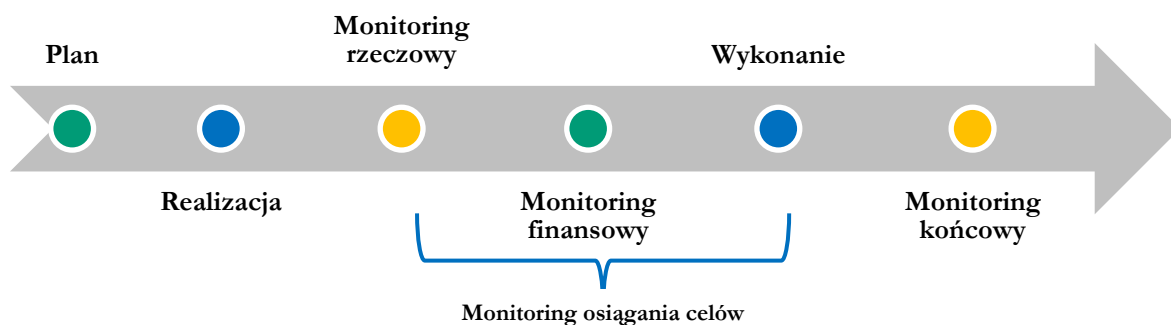 Plan
Realizacja
Monitoring
rzeczowy
Monitoring
finansowy
Wykonanie
Monitoring
końcowy
Monitoring osiągania celów